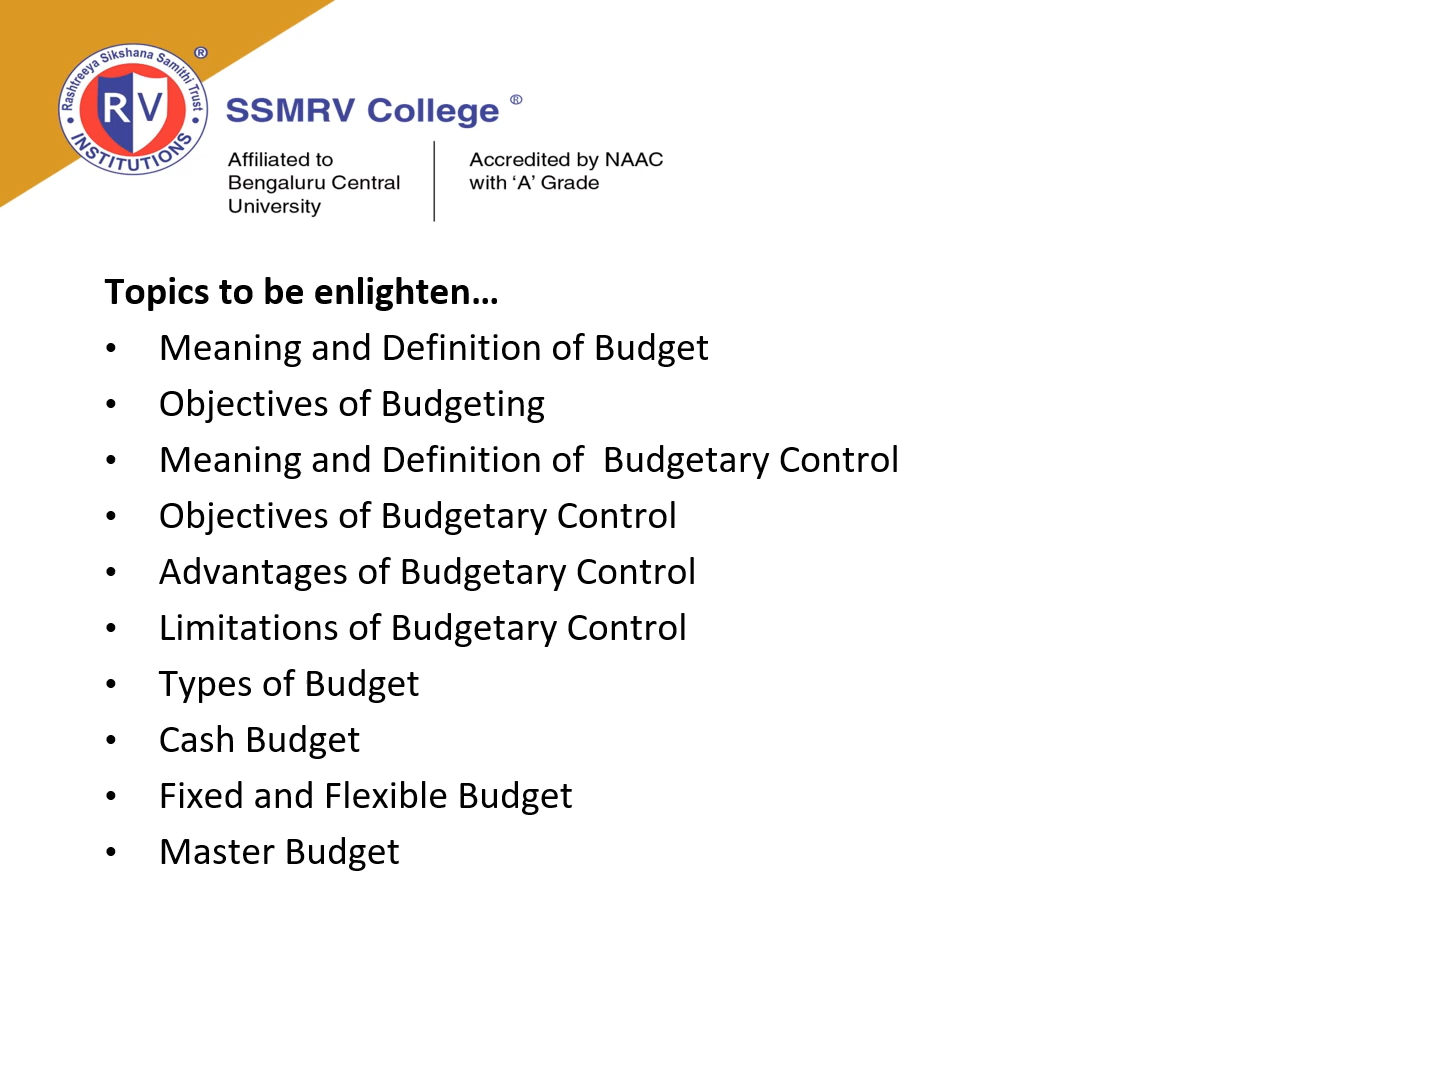 Rashtreeya Sikshana Samithi Trust
®
RV
• INSTITUTIONS •
SSMRV College ®
Affiliated to
Bengaluru Central
University
Accredited by NAAC
with ‘A’ Grade
Topics to be enlighten…
• Meaning and Definition of Budget
• Objectives of Budgeting
• Meaning and Definition of  Budgetary Control
• Objectives of Budgetary Control
• Advantages of Budgetary Control
• Limitations of Budgetary Control
• Types of Budget
• Cash Budget
• Fixed and Flexible Budget
• Master Budget